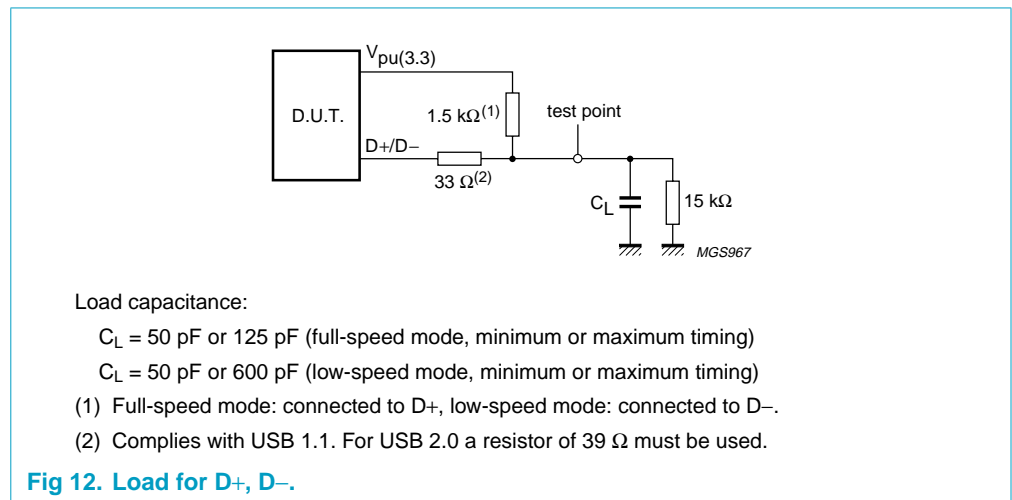 V pu(3.3)
D.U.T.
1.5 kΩ(1)
test point
D+/D−
33 Ω(2)
CL
15 kΩ
MGS967
Load capacitance:
CL = 50 pF or 125 pF (full-speed mode, minimum or maximum timing)
CL = 50 pF or 600 pF (low-speed mode, minimum or maximum timing)
(1) Full-speed mode: connected to D+, low-speed mode: connected to D−.
(2) Complies with USB 1.1. For USB 2.0 a resistor of 39 Ω must be used.
Fig 12. Load for D+, D−.